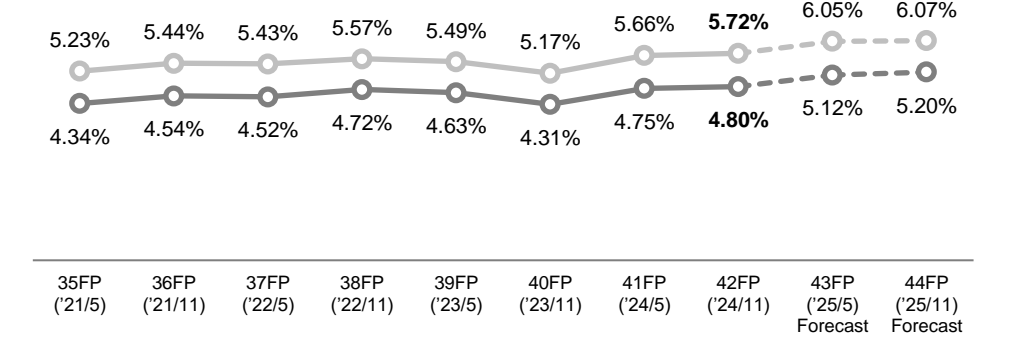 5.23% 5.44% 5.43% 5.57% 5.49% 5.17% 5.66% 5.72% 6.05% 6.07%
4.34% 4.54% 4.52% 4.72% 4.63% 4.31% 4.75% 4.80% 5.12% 5.20%
35FP 36FP 37FP 38FP 39FP 40FP 41FP 42FP 43FP 44FP
(’21/5) (’21/11) (’22/5) (’22/11) (’23/5) (’23/11) (’24/5) (’24/11) (’25/5) (’25/11)
Forecast Forecast